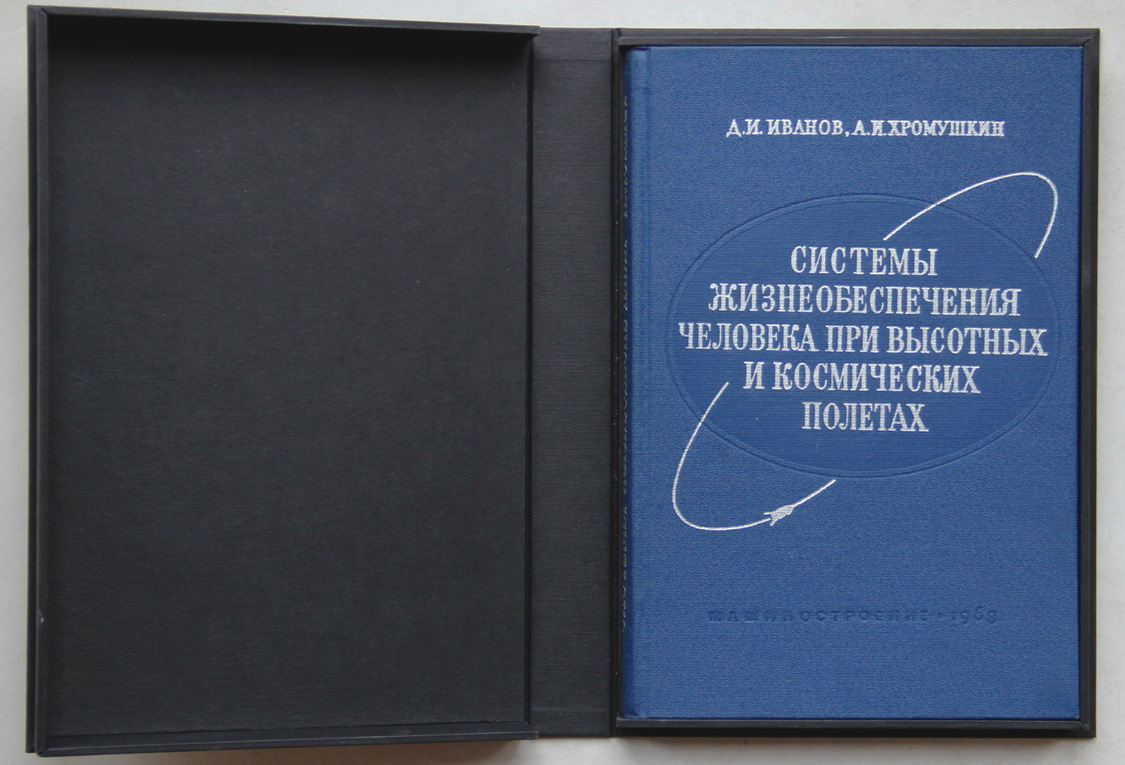 Д.И. ИВАНОВ, А.И. ХРОМУШКИН
СИСТЕМЫ
ЖИЗНЕОБЕСПЕЧЕНИЯ
ЧЕЛОВЕКА ПРИ ВЫСОТНЫХ
И КОСМИЧЕСКИХ
ПОЛЕТАХ
МАШИНОСТРОЕНИЕ • 1968